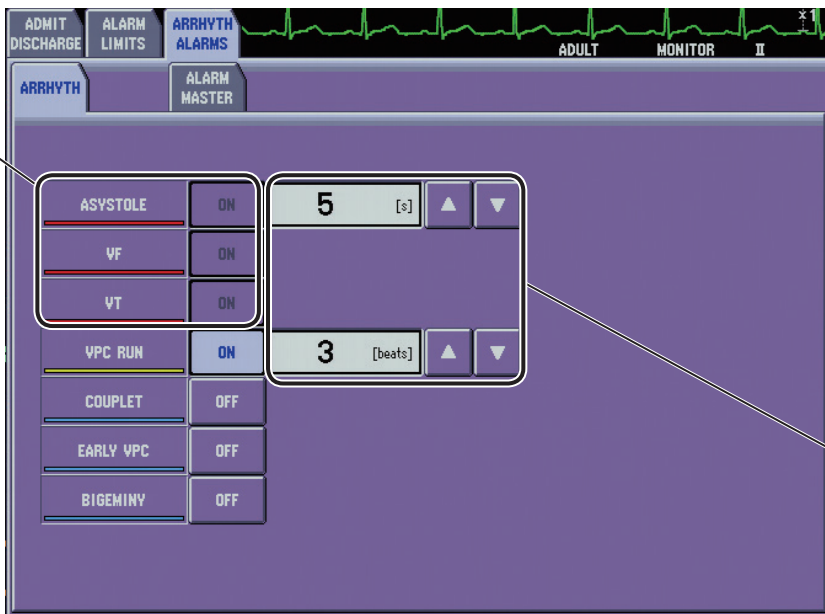 ADMIT DISCHARGE
ALARM LIMITS
ARRHYTH ALARMS
×1
ADULT MONITOR II
ARRHYTH
ALARM MASTER
ASYSTOLE ON 5 [s] ▲ ▼
VF ON
VT ON
VPC RUN ON 3 [beats] ▲ ▼
COUPLET OFF
EARLY VPC OFF
BIGEMINY OFF